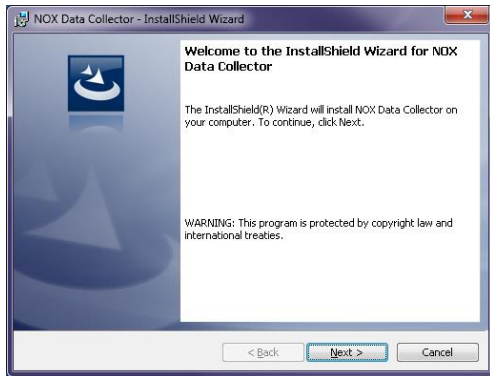 NOX Data Collector - InstallShield Wizard
Welcome to the InstallShield Wizard for NOX
Data Collector
The InstallShield(R) Wizard will install NOX Data Collector on
your computer. To continue, click Next.
WARNING: This program is protected by copyright law and
international treaties.
< Back Next > Cancel